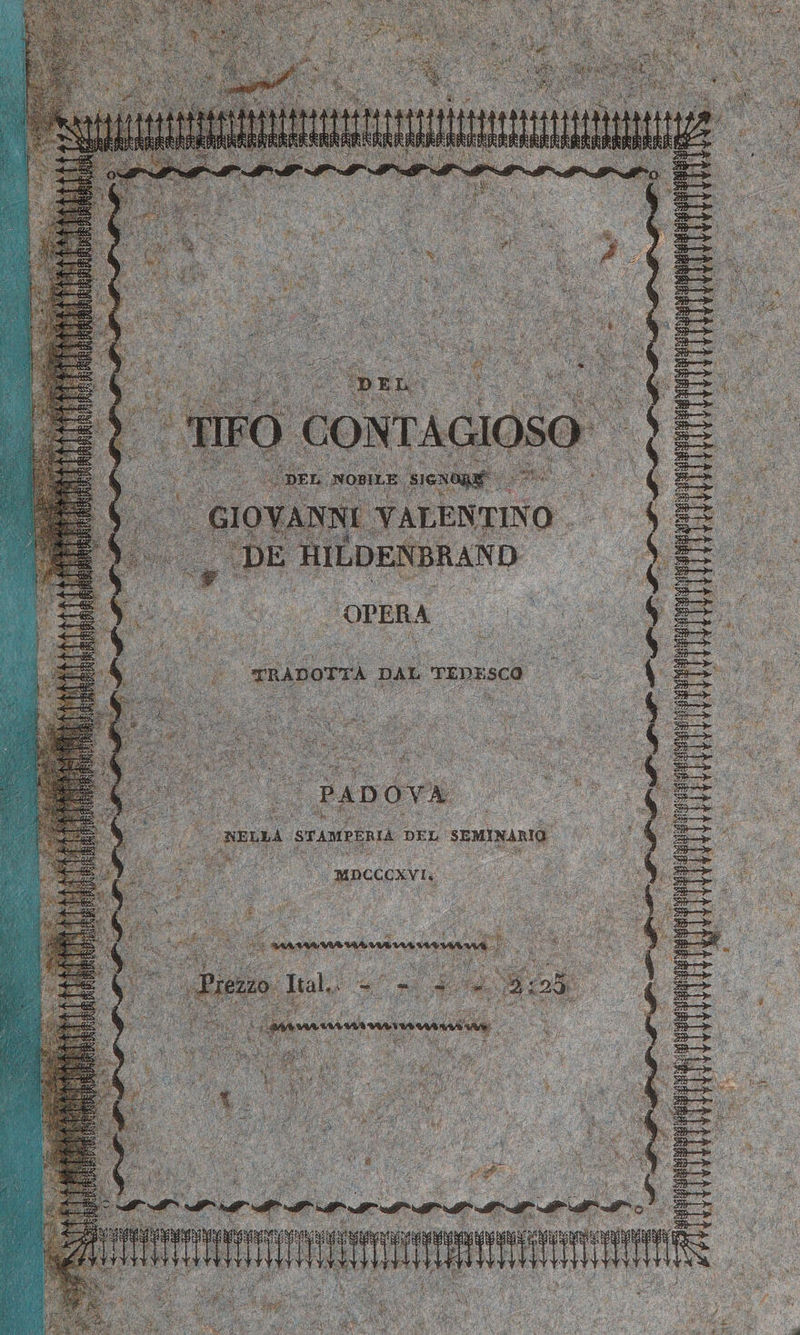 DEL
TIFO CONTAGIOSO
DEL NOBILE SIGNORE
GIOVANNI VALENTINO
DE HILDENBRAND
OPERA
TRADOTTA DAL TEDESCO
PADOVA
NELLA STAMPERIA DEL SEMINARIO
MDCCCXVI.
Prezzo Ital. - - - - 2:25